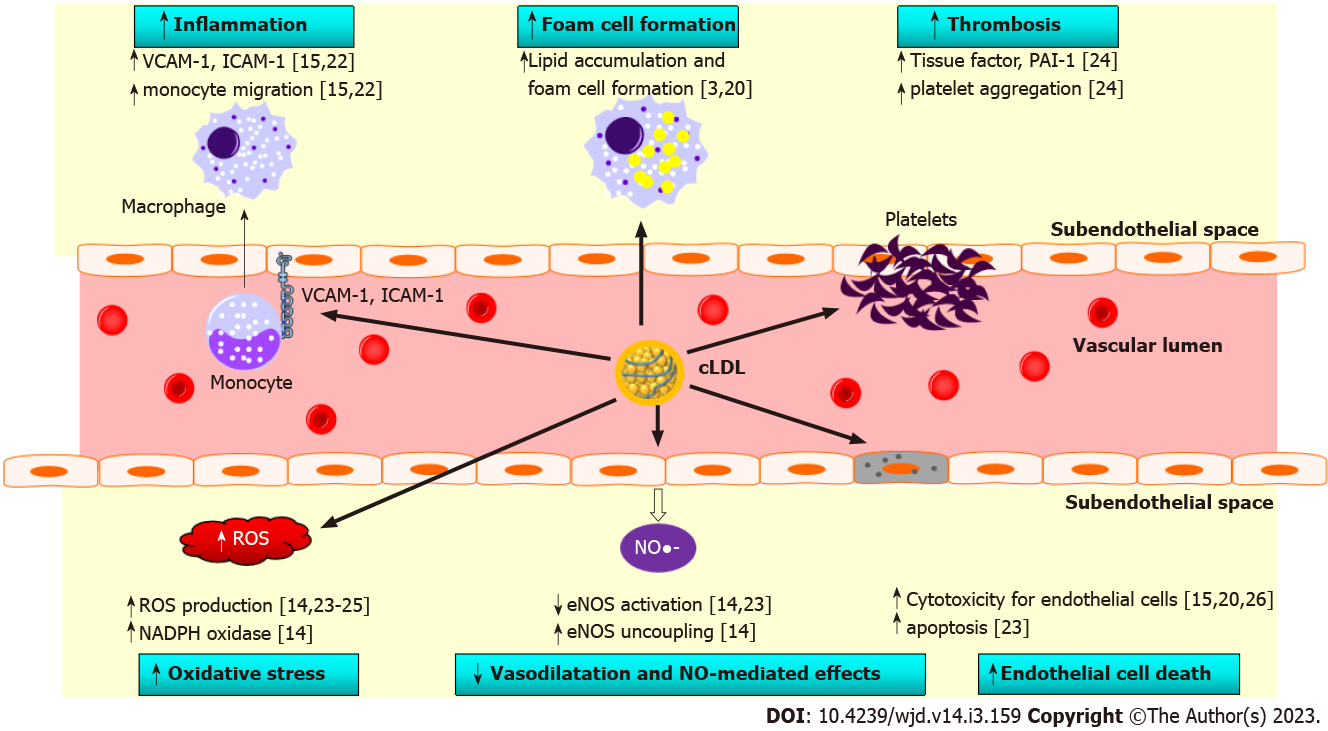 ↑ Inflammation
↑ VCAM-1, ICAM-1 [15,22]
↑ monocyte migration [15,22]
Macrophage
↑ Foam cell formation
↑ Lipid accumulation and
foam cell formation [3,20]
↑ Thrombosis
↑ Tissue factor, PAI-1 [24]
↑ platelet aggregation [24]
Platelets
Subendothelial space
VCAM-1, ICAM-1
Monocyte
cLDL
Vascular lumen
Subendothelial space
↑ ROS
NO●-
↑ ROS production [14,23-25]
↑ NADPH oxidase [14]
↑ Oxidative stress
↓ eNOS activation [14,23]
↑ eNOS uncoupling [14]
↓ Vasodilatation and NO-mediated effects
↑ Cytotoxicity for endothelial cells [15,20,26]
↑ apoptosis [23]
↑ Endothelial cell death
DOI: 10.4239/wjd.v14.i3.159 Copyright ©The Author(s) 2023.